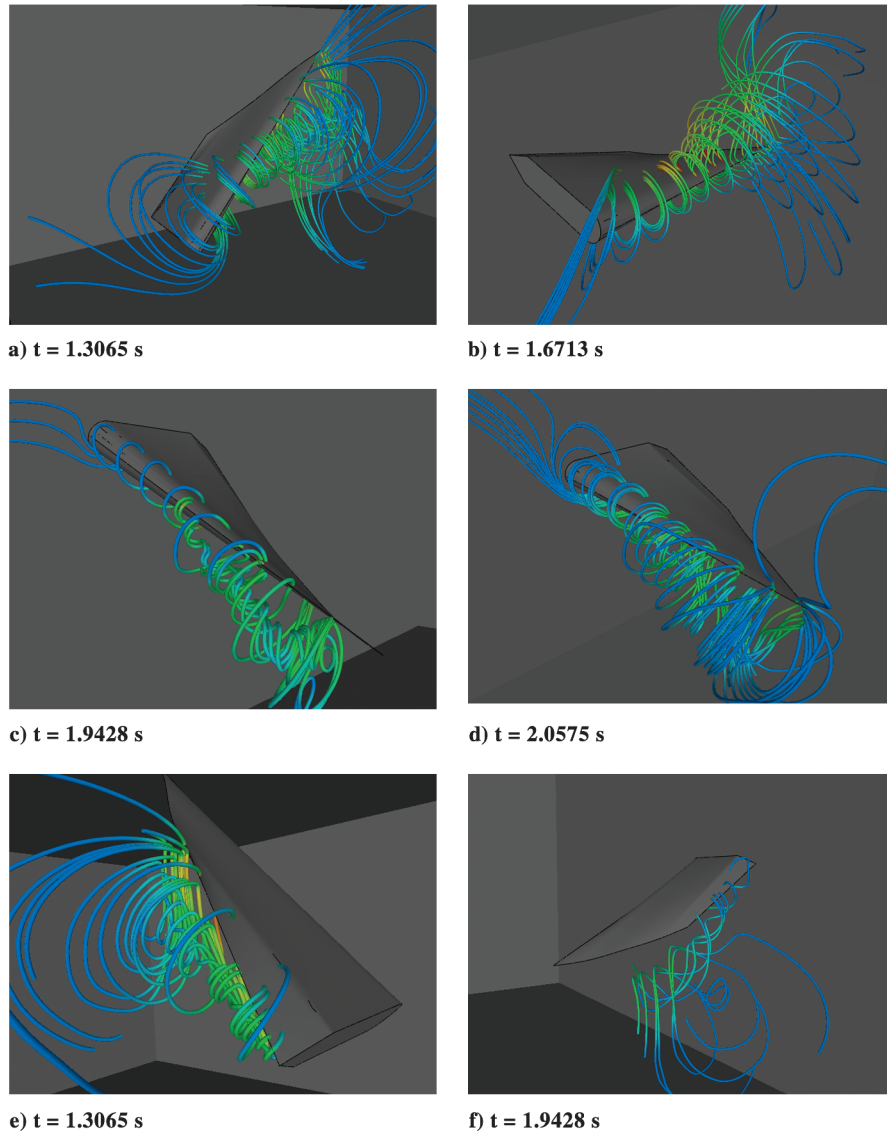 a) t = 1.3065 s
b) t = 1.6713 s
c) t = 1.9428 s
d) t = 2.0575 s
e) t = 1.3065 s
f) t = 1.9428 s